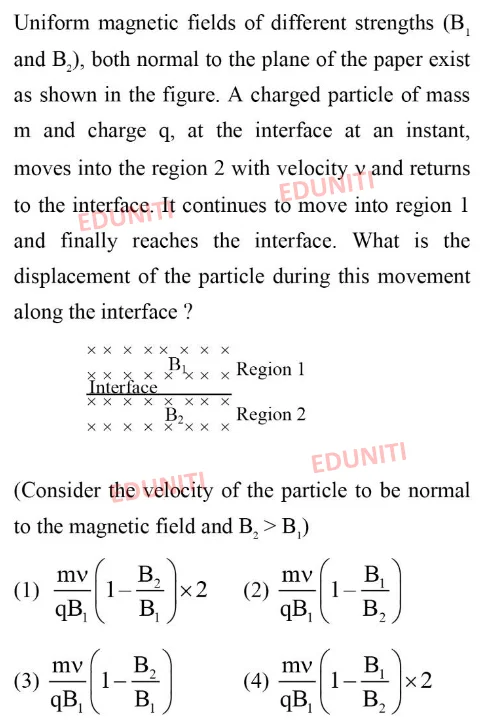 Uniform magnetic fields of different strengths (B₁
and B₂), both normal to the plane of the paper exist
as shown in the figure. A charged particle of mass
m and charge q, at the interface at an instant,
moves into the region 2 with velocity v and returns
to the interface. It continues to move into region 1
and finally reaches the interface. What is the
displacement of the particle during this movement
along the interface ?
EDUNITI
EDUNITI
× × × × × × × ×
× × × × × × × ×
B₁
Region 1
Interface
× × × × × × × ×
B₂
Region 2
× × × × × × × ×
EDUNITI
EDUNITI
(Consider the velocity of the particle to be normal
to the magnetic field and B₂ > B₁)
(1) mv/qB₁ (1 − B₂/B₁) × 2 (2) mv/qB₁ (1 − B₁/B₂)
(3) mv/qB₁ (1 − B₂/B₁) (4) mv/qB₁ (1 − B₁/B₂) × 2